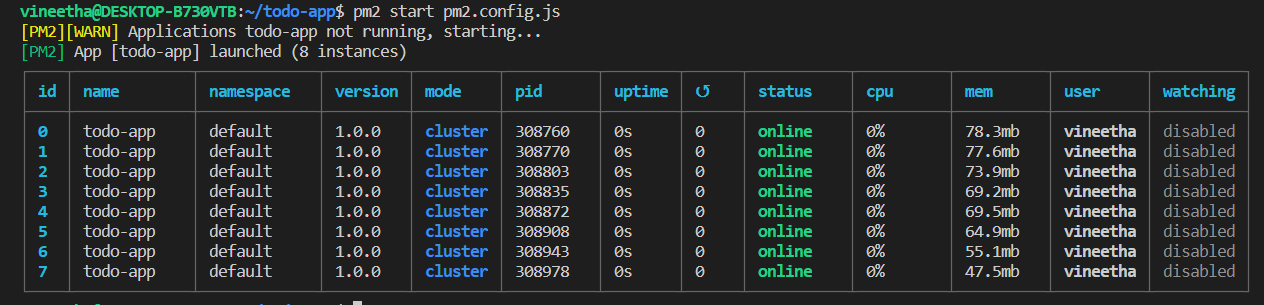 vineetha@DESKTOP-B730VTB:~/todo-app$ pm2 start pm2.config.js
[PM2][WARN] Applications todo-app not running, starting...
[PM2] App [todo-app] launched (8 instances)
id name namespace version mode pid uptime ↺ status cpu mem user watching
0 todo-app default 1.0.0 cluster 308760 0s 0 online 0% 78.3mb vineetha disabled
1 todo-app default 1.0.0 cluster 308770 0s 0 online 0% 77.6mb vineetha disabled
2 todo-app default 1.0.0 cluster 308803 0s 0 online 0% 73.9mb vineetha disabled
3 todo-app default 1.0.0 cluster 308835 0s 0 online 0% 69.2mb vineetha disabled
4 todo-app default 1.0.0 cluster 308872 0s 0 online 0% 69.5mb vineetha disabled
5 todo-app default 1.0.0 cluster 308908 0s 0 online 0% 64.9mb vineetha disabled
6 todo-app default 1.0.0 cluster 308943 0s 0 online 0% 55.1mb vineetha disabled
7 todo-app default 1.0.0 cluster 308978 0s 0 online 0% 47.5mb vineetha disabled